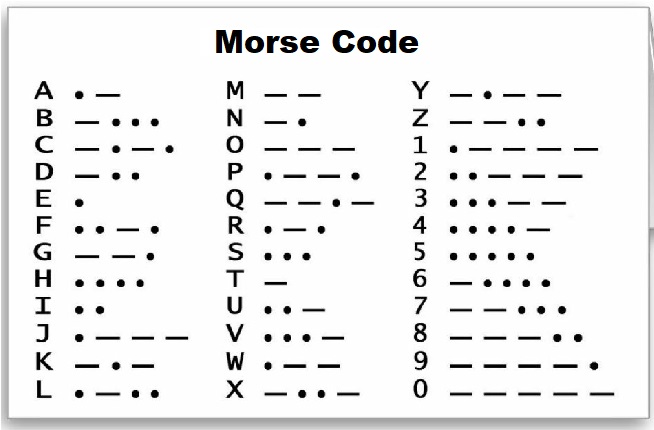 Morse Code
A • —
B — • • •
C — • — •
D — • •
E •
F • • — •
G — — •
H • • • •
I • •
J • — — —
K — • —
L • — • •
M — —
N — •
O — — —
P • — — •
Q — — • —
R • — •
S • • •
T —
U • • —
V • • • —
W • — —
X — • • —
Y — • — —
Z — — • •
1 • — — — —
2 • • — — —
3 • • • — —
4 • • • • —
5 • • • • •
6 — • • • •
7 — — • • •
8 — — — • •
9 — — — — •
0 — — — — —